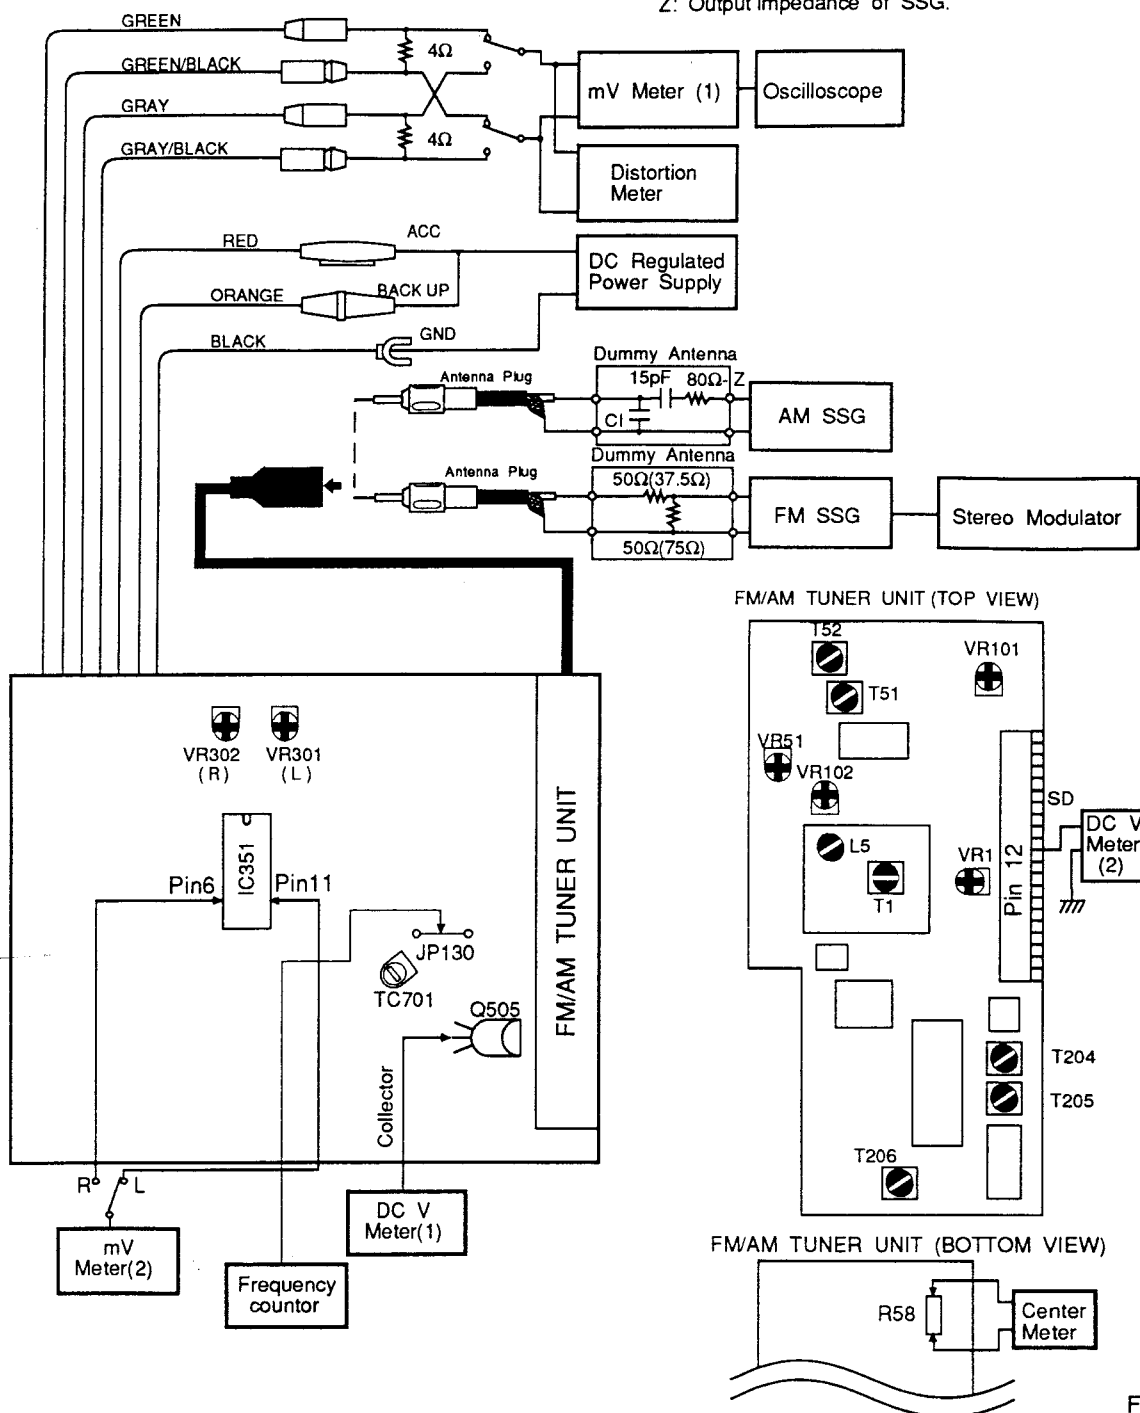 Z: Output impedance of SSG.
GREEN
4Ω
GREEN/BLACK
GRAY
4Ω
GRAY/BLACK
mV Meter (1)
Oscilloscope
Distortion
Meter
RED
ACC
DC Regulated
Power Supply
ORANGE
BACK UP
BLACK
GND
Dummy Antenna
Antenna Plug
15pF 80Ω-Z
CI
AM SSG
Dummy Antenna
Antenna Plug
50Ω(37.5Ω)
FM SSG
Stereo Modulator
50Ω(75Ω)
FM/AM TUNER UNIT (TOP VIEW)
T52
VR101
T51
VR51
VR102
SD
DC V
Meter
(2)
L5
VR1
T1
Pin 12
T204
T205
T206
VR302
(R)
VR301
(L)
IC351
Pin6
Pin11
JP130
TC701
Q505
Collector
FM/AM TUNER UNIT
R
L
mV
Meter(2)
DC V
Meter(1)
Frequency
countor
FM/AM TUNER UNIT (BOTTOM VIEW)
R58
Center
Meter
F